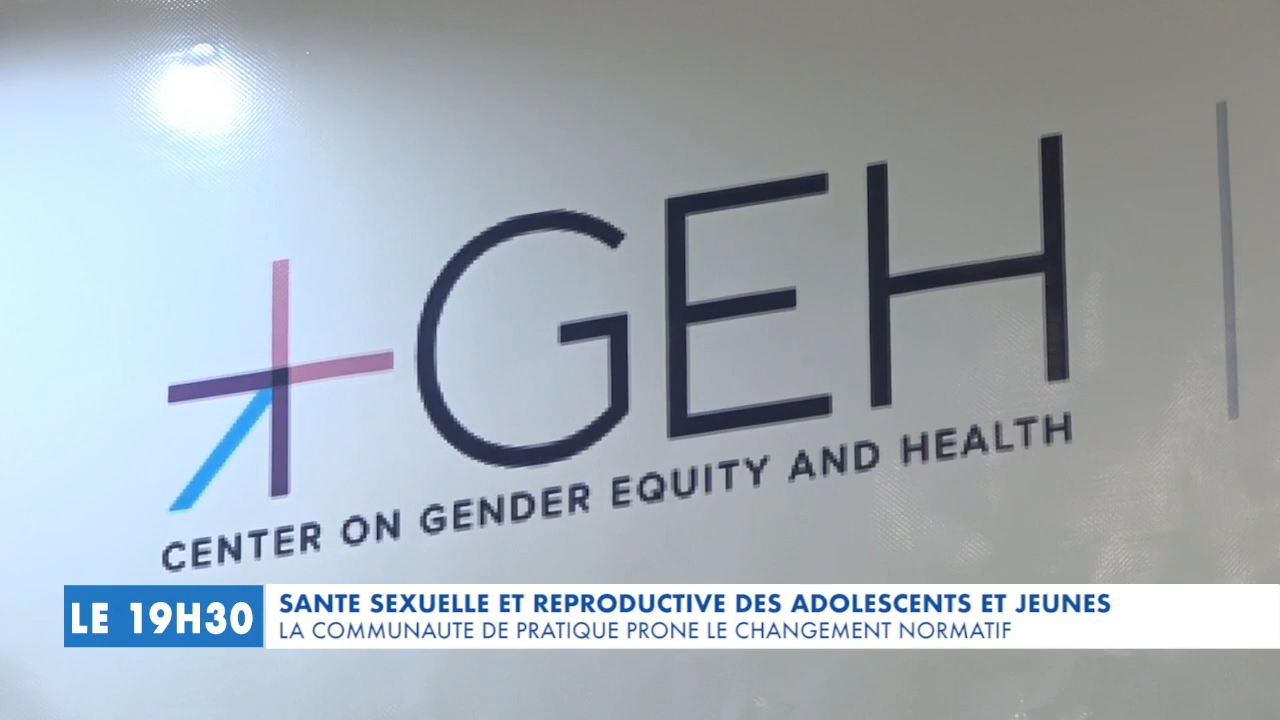 GEH
CENTER ON GENDER EQUITY AND HEALTH
LE 19H30
SANTE SEXUELLE ET REPRODUCTIVE DES ADOLESCENTS ET JEUNES
LA COMMUNAUTE DE PRATIQUE PRONE LE CHANGEMENT NORMATIF